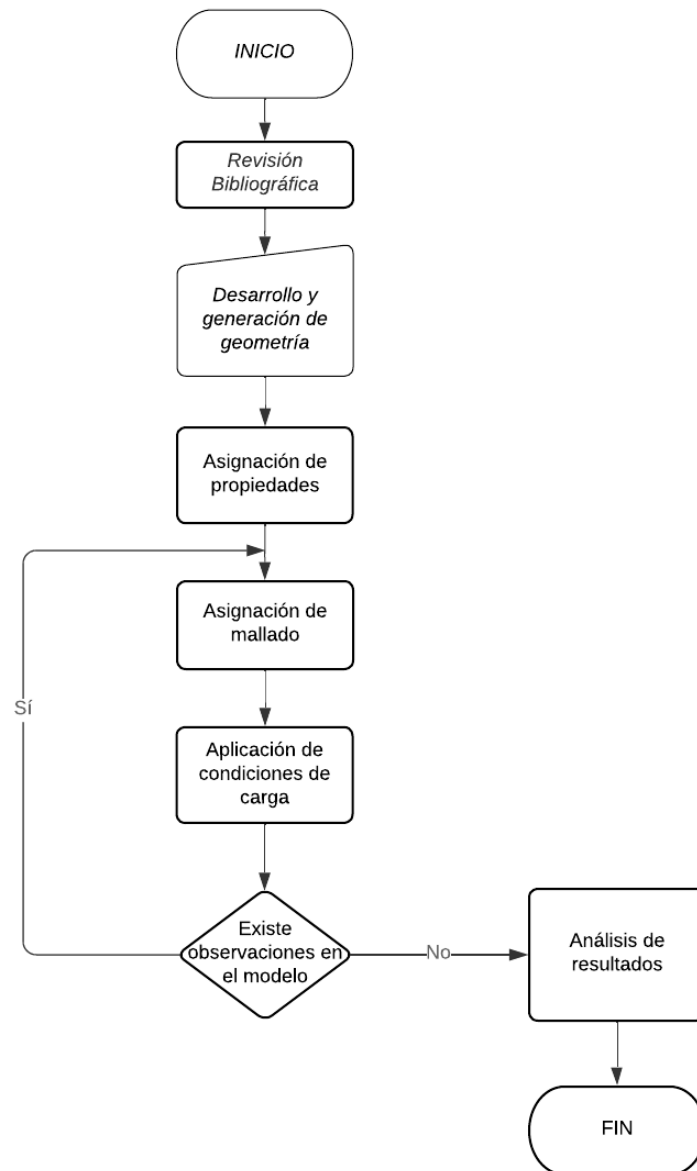 INICIO
Revisión
Bibliográfica
Desarrollo y
generación de
geometría
Asignación de
propiedades
Asignación de
mallado
Sí
Aplicación de
condiciones de
carga
Existe
observaciones en
el modelo
No
Análisis de
resultados
FIN